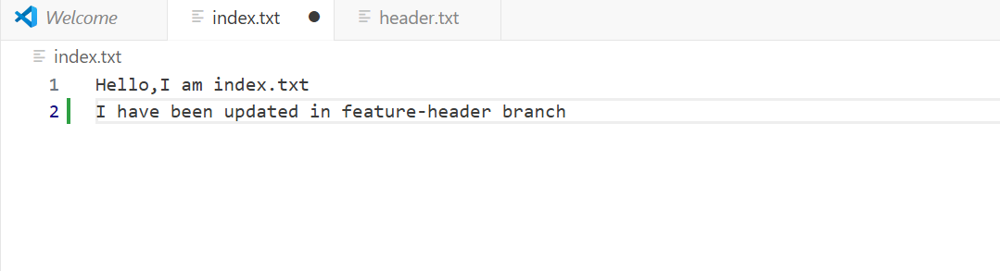 Welcome index.txt header.txt
index.txt
1 Hello,I am index.txt
2 I have been updated in feature-header branch